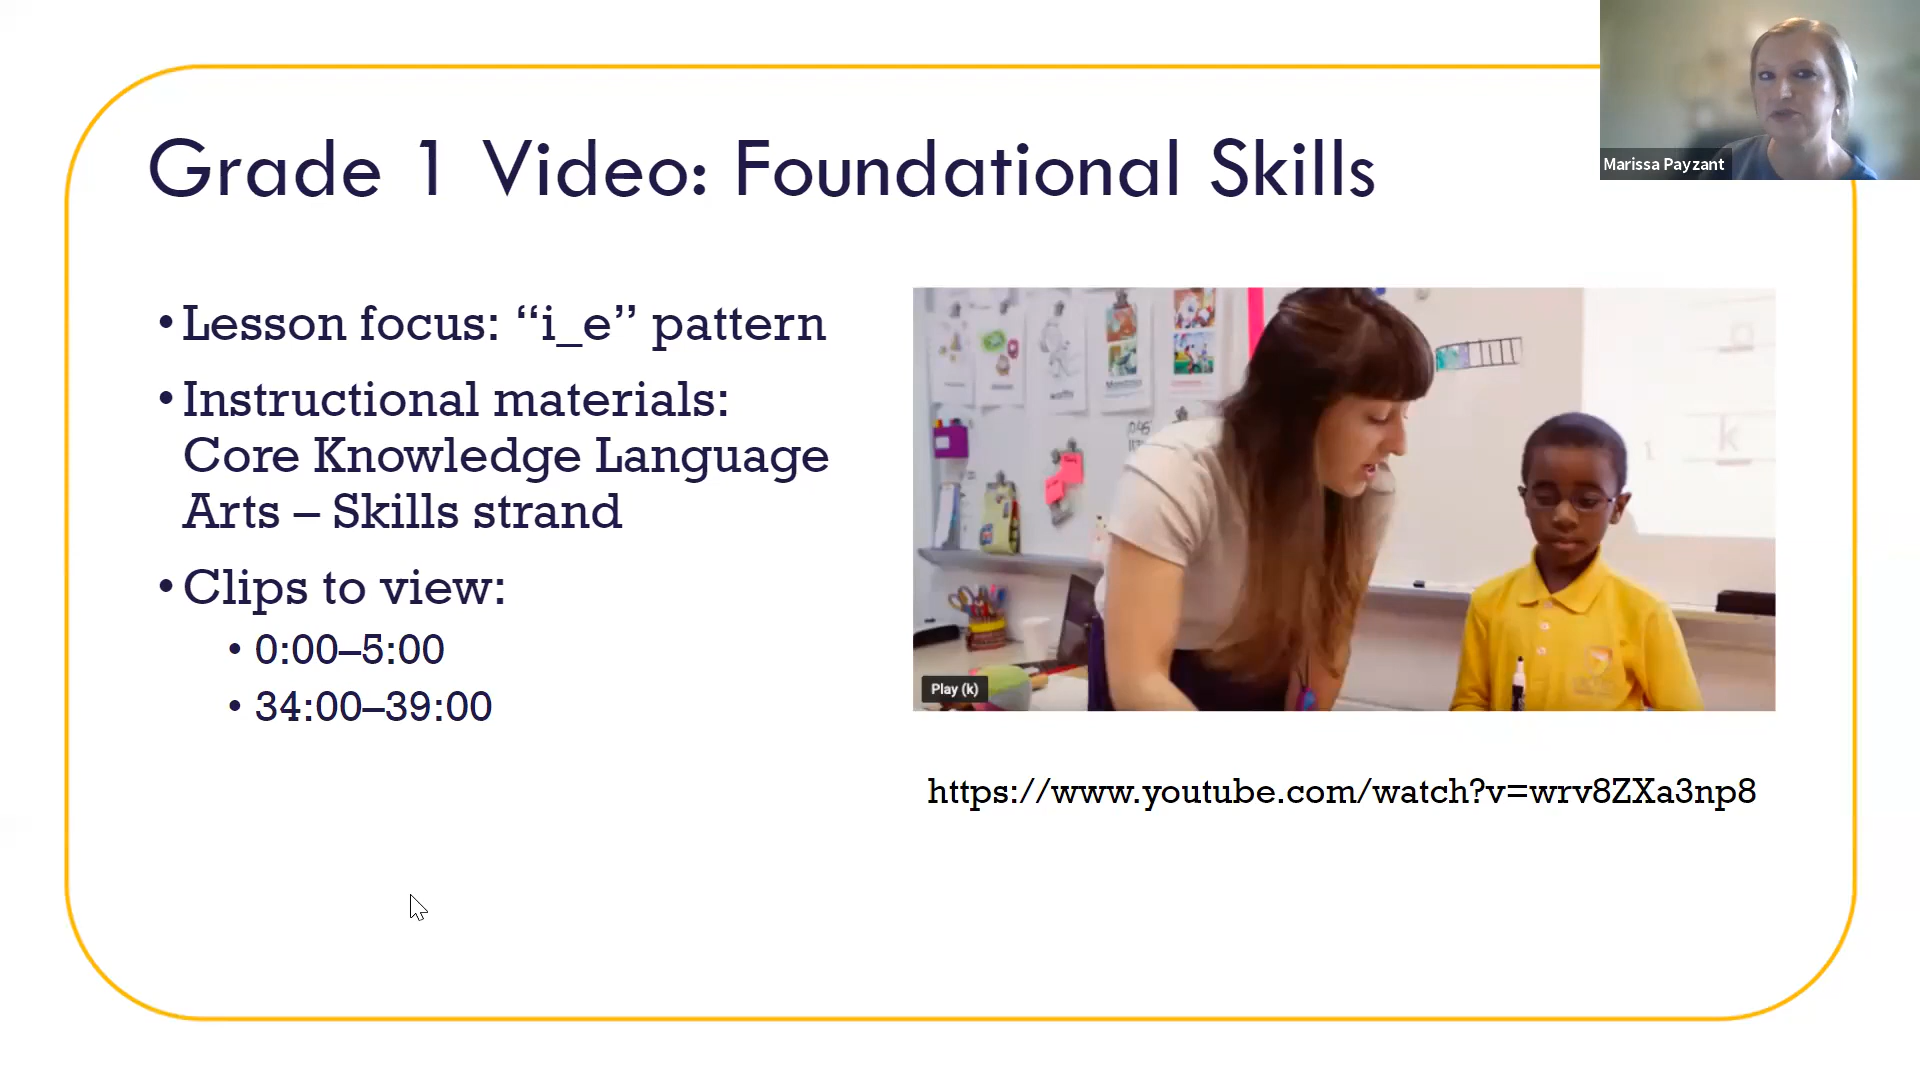 Grade 1 Video: Foundational Skills
Marissa Payzant
•Lesson focus: “i_e” pattern
•Instructional materials:
Core Knowledge Language
Arts – Skills strand
•Clips to view:
• 0:00–5:00
• 34:00–39:00
Play (k)
k
https://www.youtube.com/watch?v=wrv8ZXa3np8